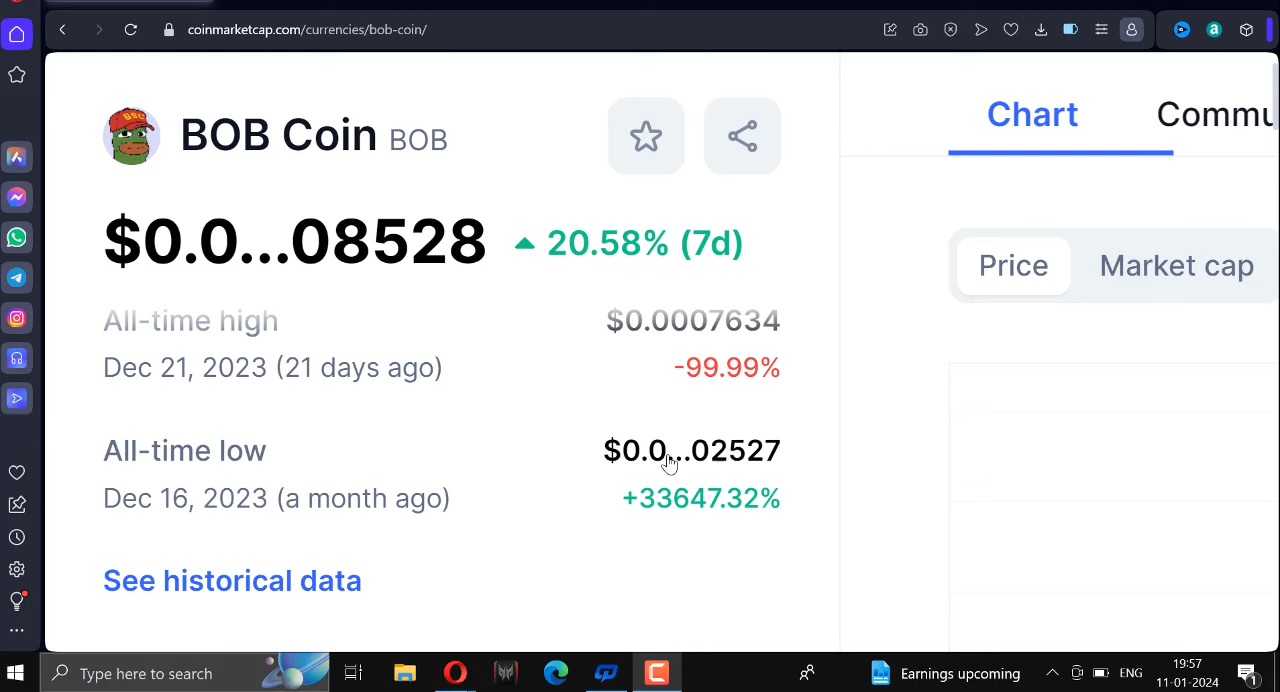 coinmarketcap.com/currencies/bob-coin/
BSC
BOB Coin BOB
$0.0...08528 20.58% (7d)
All-time high $0.0007634
Dec 21, 2023 (21 days ago) -99.99%
All-time low $0.0...02527
Dec 16, 2023 (a month ago) +33647.32%
See historical data
Chart Commu
Price Market cap
Type here to search
Earnings upcoming
ENG
19:57
11-01-2024
1